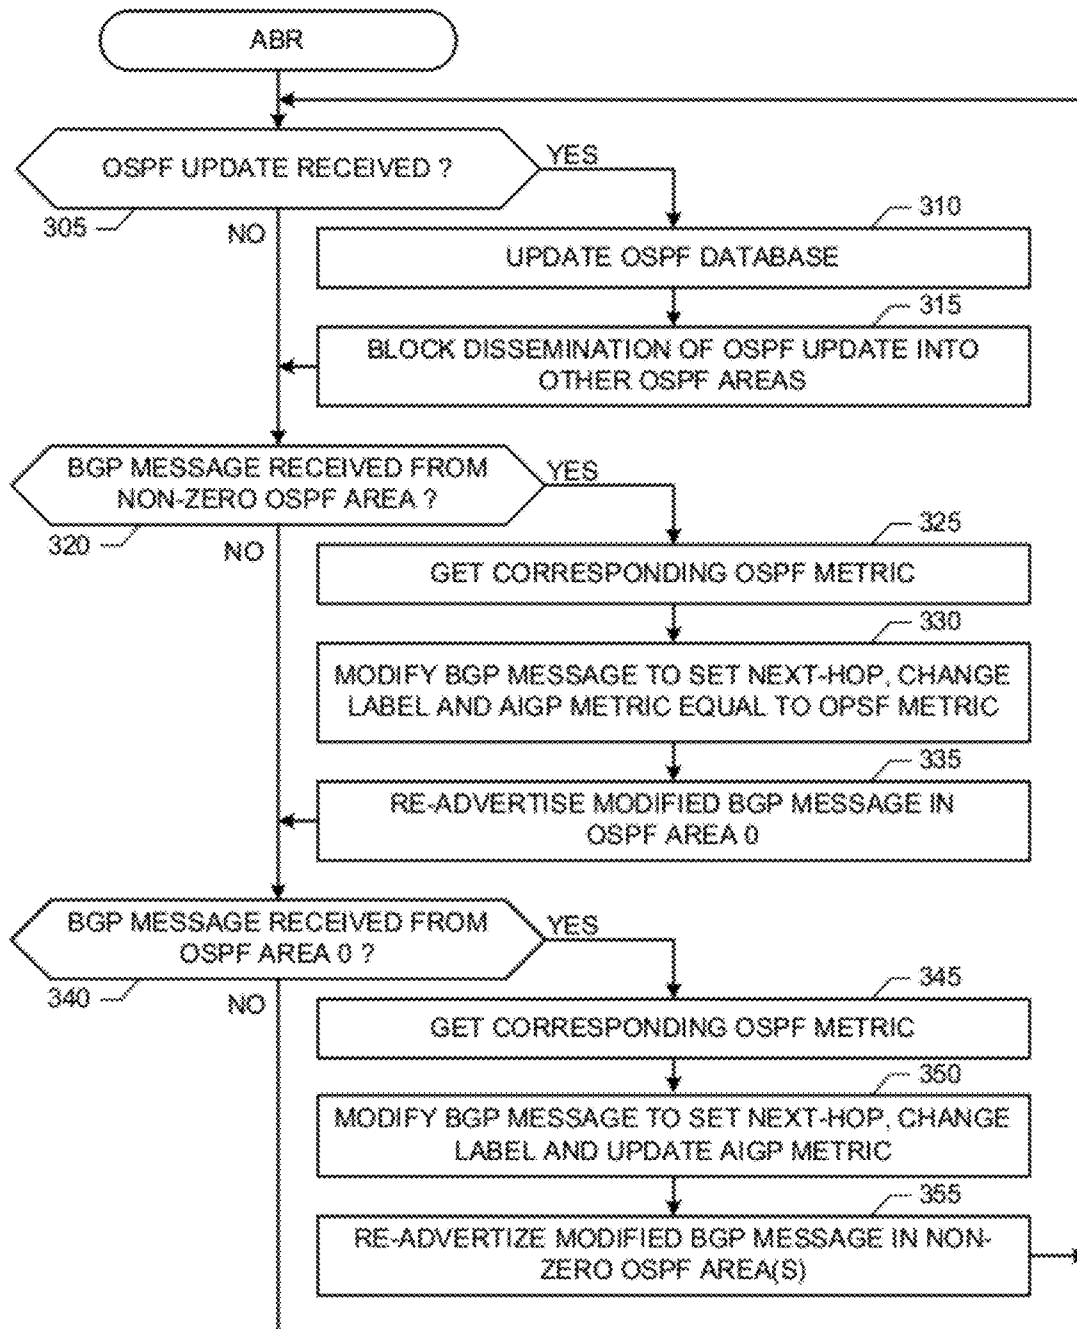 ABR
OSPF UPDATE RECEIVED ?
YES
305
NO
310
UPDATE OSPF DATABASE
315
BLOCK DISSEMINATION OF OSPF UPDATE INTO
OTHER OSPF AREAS
BGP MESSAGE RECEIVED FROM
NON-ZERO OSPF AREA ?
YES
320
NO
325
GET CORRESPONDING OSPF METRIC
330
MODIFY BGP MESSAGE TO SET NEXT-HOP, CHANGE
LABEL AND AIGP METRIC EQUAL TO OPSF METRIC
335
RE-ADVERTISE MODIFIED BGP MESSAGE IN
OSPF AREA 0
BGP MESSAGE RECEIVED FROM
OSPF AREA 0 ?
YES
340
NO
345
GET CORRESPONDING OSPF METRIC
350
MODIFY BGP MESSAGE TO SET NEXT-HOP, CHANGE
LABEL AND UPDATE AIGP METRIC
355
RE-ADVERTIZE MODIFIED BGP MESSAGE IN NON-
ZERO OSPF AREA(S)